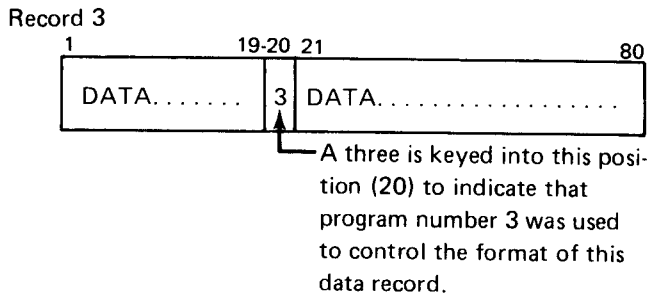 Record 3
1 19-20 21 80
DATA....... 3 DATA...................
A three is keyed into this posi-
tion (20) to indicate that
program number 3 was used
to control the format of this
data record.